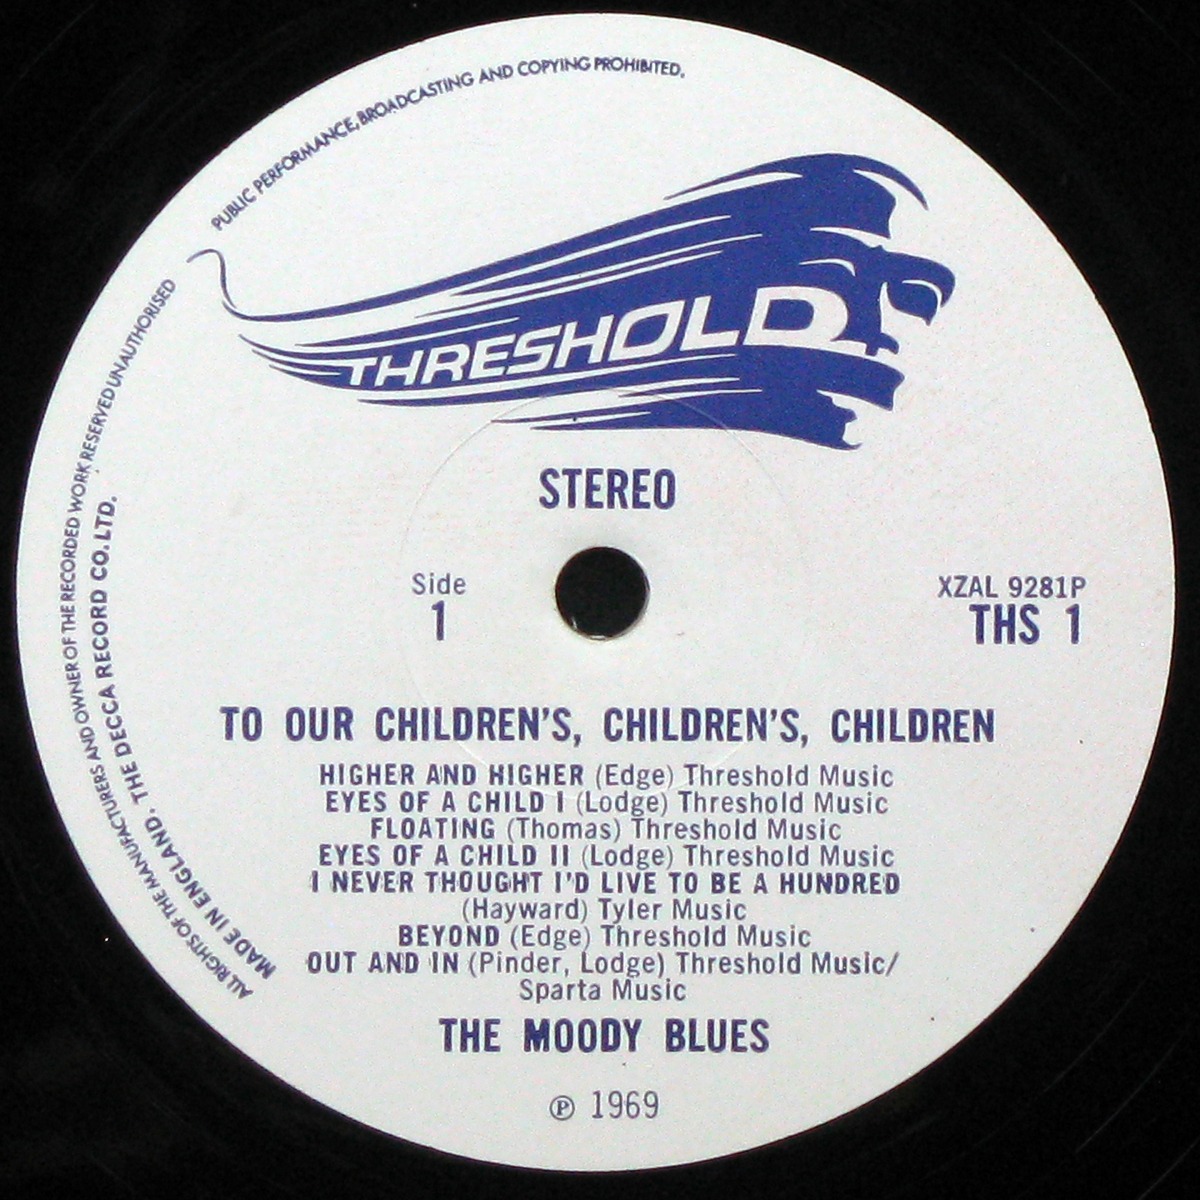 PUBLIC PERFORMANCE, BROADCASTING AND COPYING PROHIBITED.
THRESHOLD
STEREO
Side
1
XZAL 9281P
THS 1
TO OUR CHILDREN'S, CHILDREN'S, CHILDREN
HIGHER AND HIGHER (Edge) Threshold Music
EYES OF A CHILD I (Lodge) Threshold Music
FLOATING (Thomas) Threshold Music
EYES OF A CHILD II (Lodge) Threshold Music
I NEVER THOUGHT I'D LIVE TO BE A HUNDRED
(Hayward) Tyler Music
BEYOND (Edge) Threshold Music
OUT AND IN (Pinder, Lodge) Threshold Music/
Sparta Music
THE MOODY BLUES
℗ 1969
ALL RIGHTS OF THE MANUFACTURERS AND OWNER OF THE RECORDED WORK RESERVED UNAUTHORISED
MADE IN ENGLAND. THE DECCA RECORD CO. LTD.